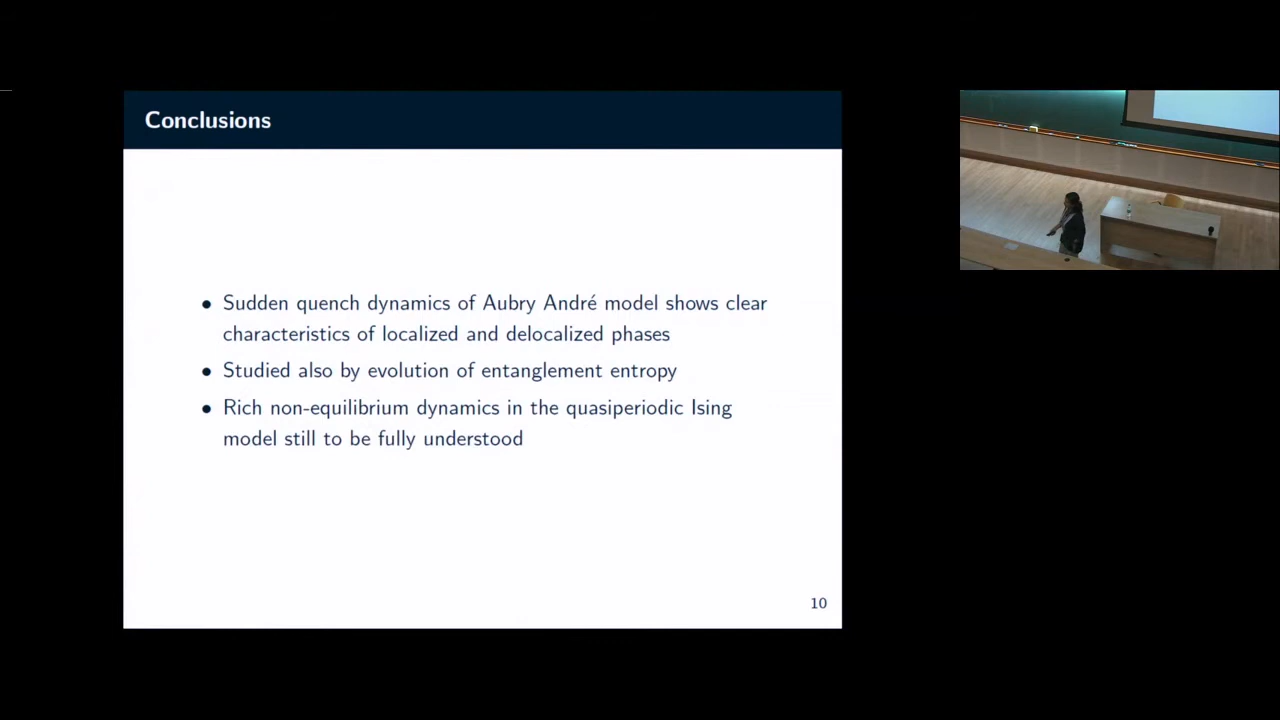 Conclusions
• Sudden quench dynamics of Aubry André model shows clear
characteristics of localized and delocalized phases
• Studied also by evolution of entanglement entropy
• Rich non-equilibrium dynamics in the quasiperiodic Ising
model still to be fully understood
10